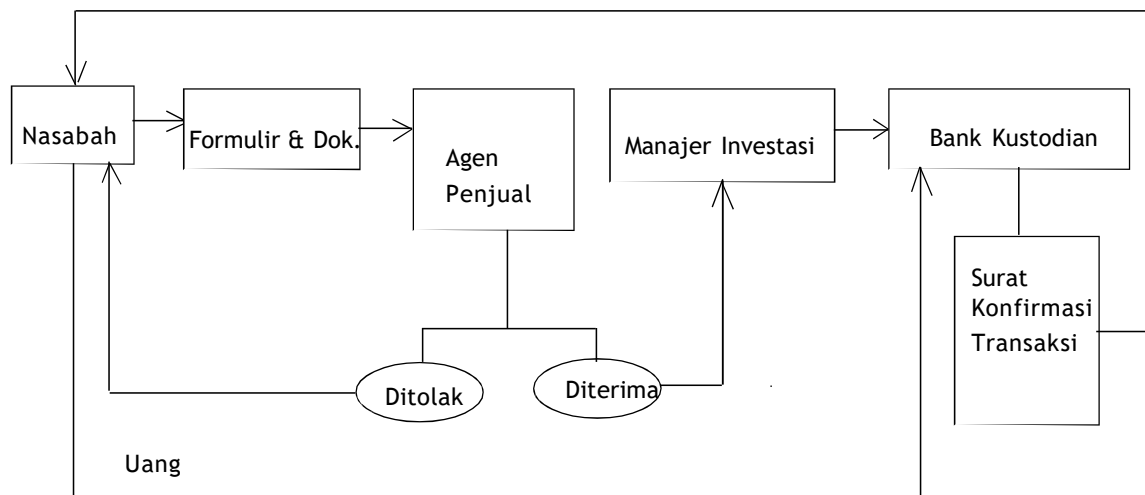 Nasabah
Formulir & Dok.
Agen
Penjual
Manajer Investasi
Bank Kustodian
Surat
Konfirmasi
Transaksi
Ditolak
Diterima
Uang